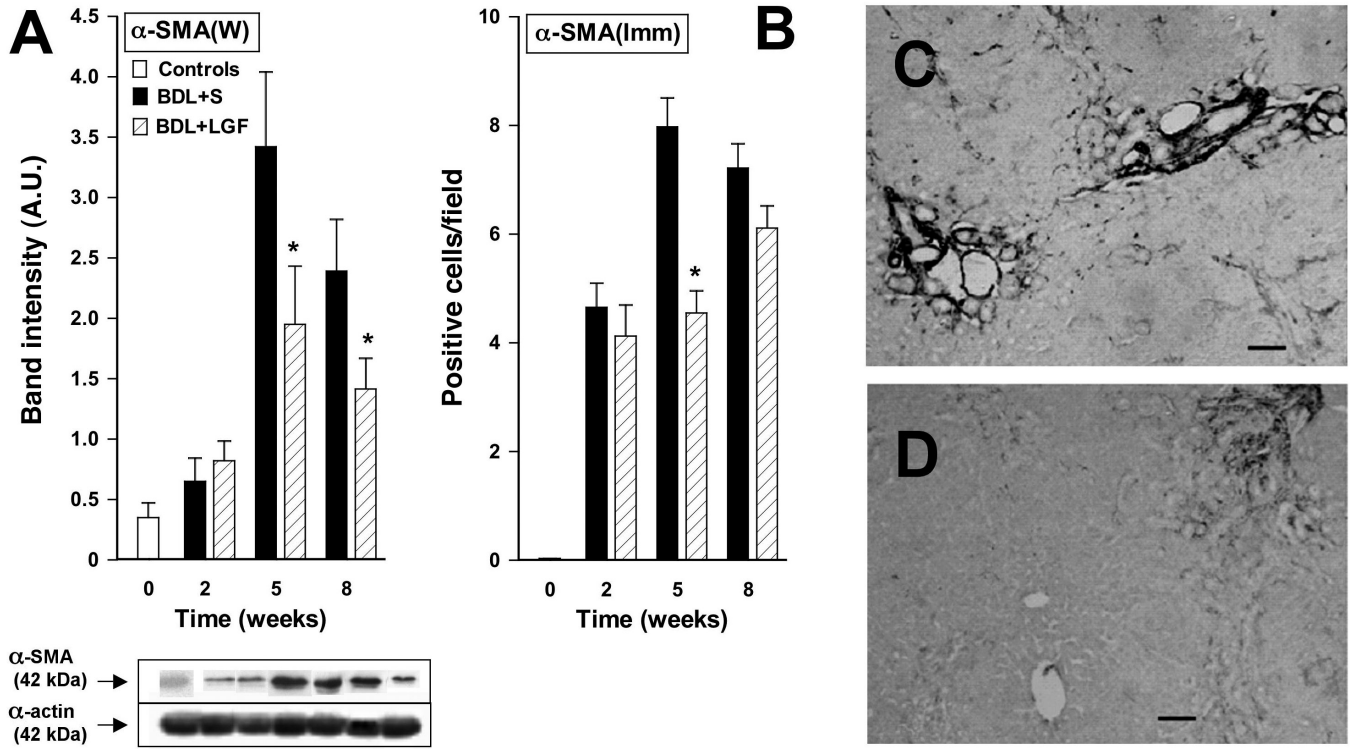 A
α-SMA(W)
Controls
BDL+S
BDL+LGF
Band intensity (A.U.)
4.5
4.0
3.5
3.0
2.5
2.0
1.5
1.0
0.5
0
*
*
0 2 5 8
Time (weeks)
α-SMA
(42 kDa)
α-actin
(42 kDa)
B
α-SMA(Imm)
Positive cells/field
10
8
6
4
2
0
*
0 2 5 8
Time (weeks)
C
D